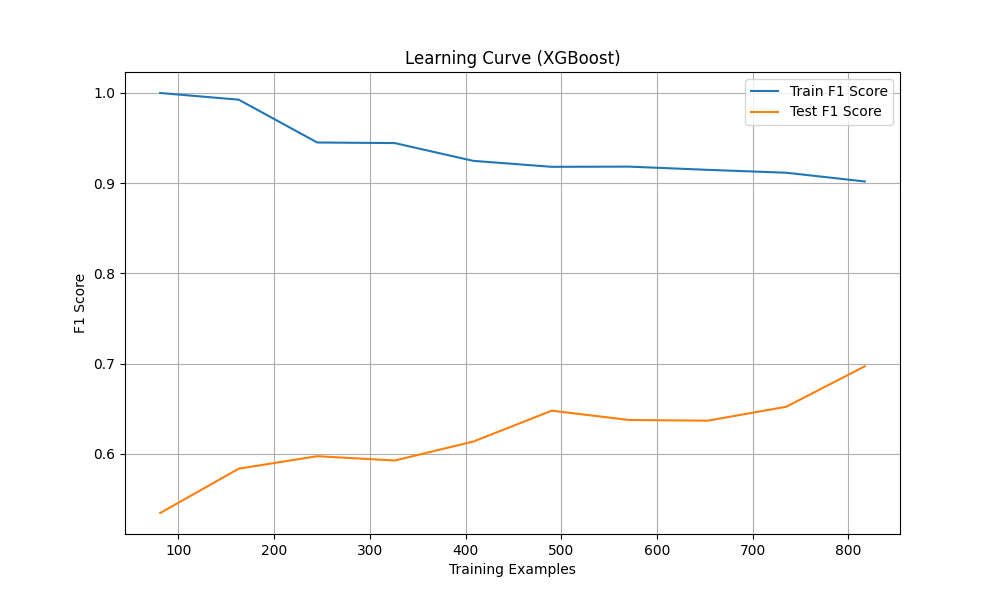 Learning Curve (XGBoost)
Train F1 Score
Test F1 Score
F1 Score
1.0
0.9
0.8
0.7
0.6
100 200 300 400 500 600 700 800
Training Examples